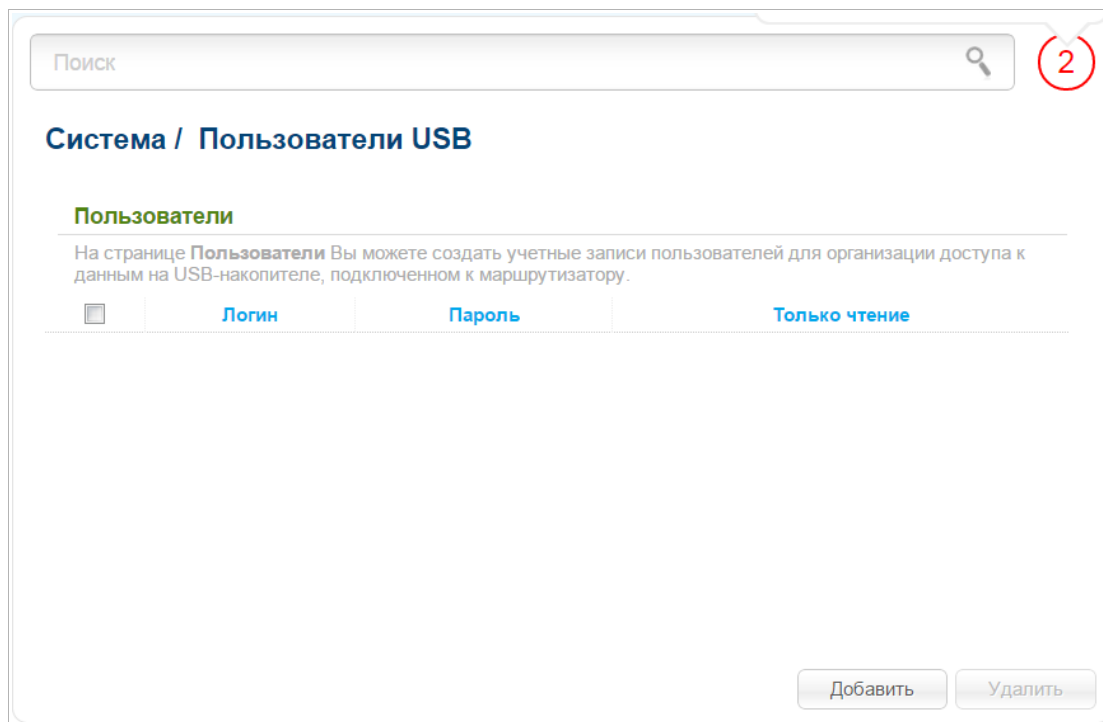 Поиск
2
Система / Пользователи USB
Пользователи
На странице Пользователи Вы можете создать учетные записи пользователей для организации доступа к
данным на USB-накопителе, подключенном к маршрутизатору.
Логин Пароль Только чтение
Добавить Удалить